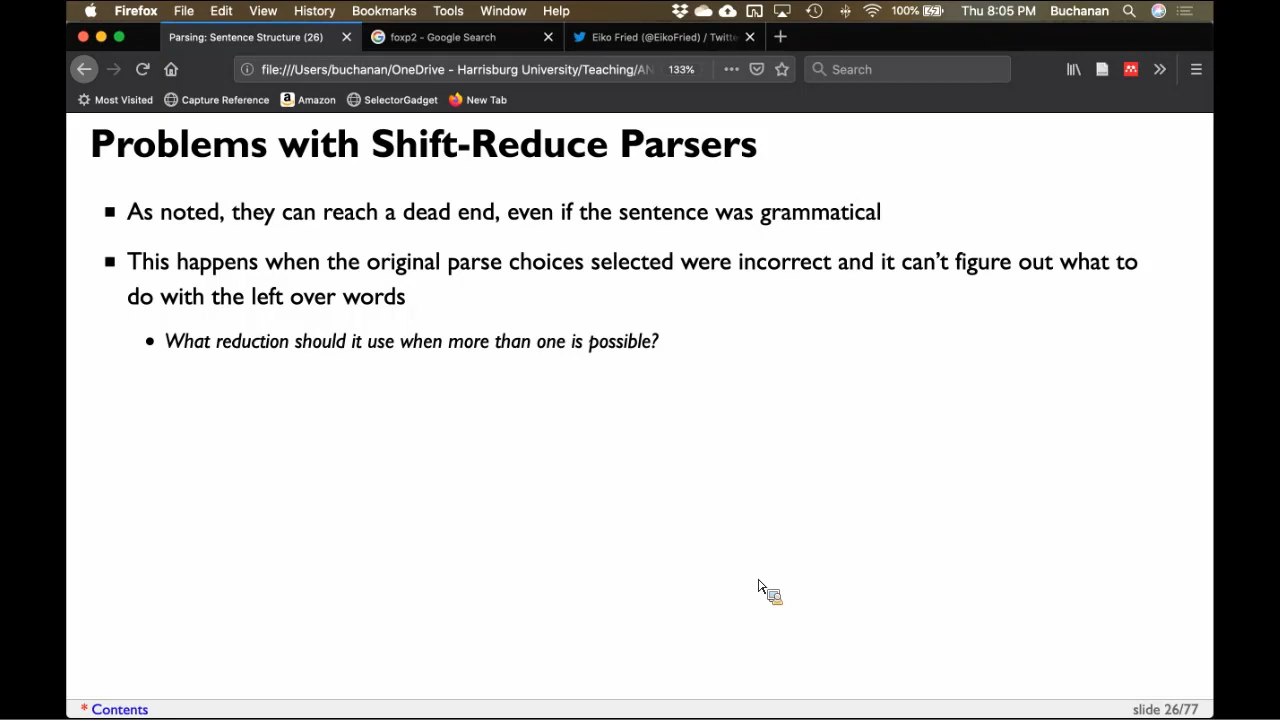 Firefox File Edit View History Bookmarks Tools Window Help 100% Thu 8:05 PM Buchanan
Parsing: Sentence Structure (26) foxp2 - Google Search Eiko Fried (@EikoFried) / Twitte
file:///Users/buchanan/OneDrive - Harrisburg University/Teaching/AN 133% Search
Most Visited Capture Reference Amazon SelectorGadget New Tab
Problems with Shift-Reduce Parsers
As noted, they can reach a dead end, even if the sentence was grammatical
This happens when the original parse choices selected were incorrect and it can’t figure out what to
do with the left over words
What reduction should it use when more than one is possible?
* Contents slide 26/77